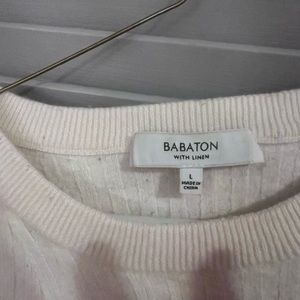 BABATON
WITH LINEN
L
MADE IN
CHINA